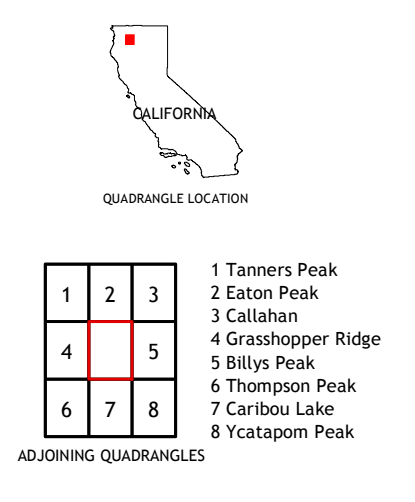 CALIFORNIA
QUADRANGLE LOCATION
1 2 3
4 5
6 7 8
1 Tanners Peak
2 Eaton Peak
3 Callahan
4 Grasshopper Ridge
5 Billys Peak
6 Thompson Peak
7 Caribou Lake
8 Ycatapom Peak
ADJOINING QUADRANGLES